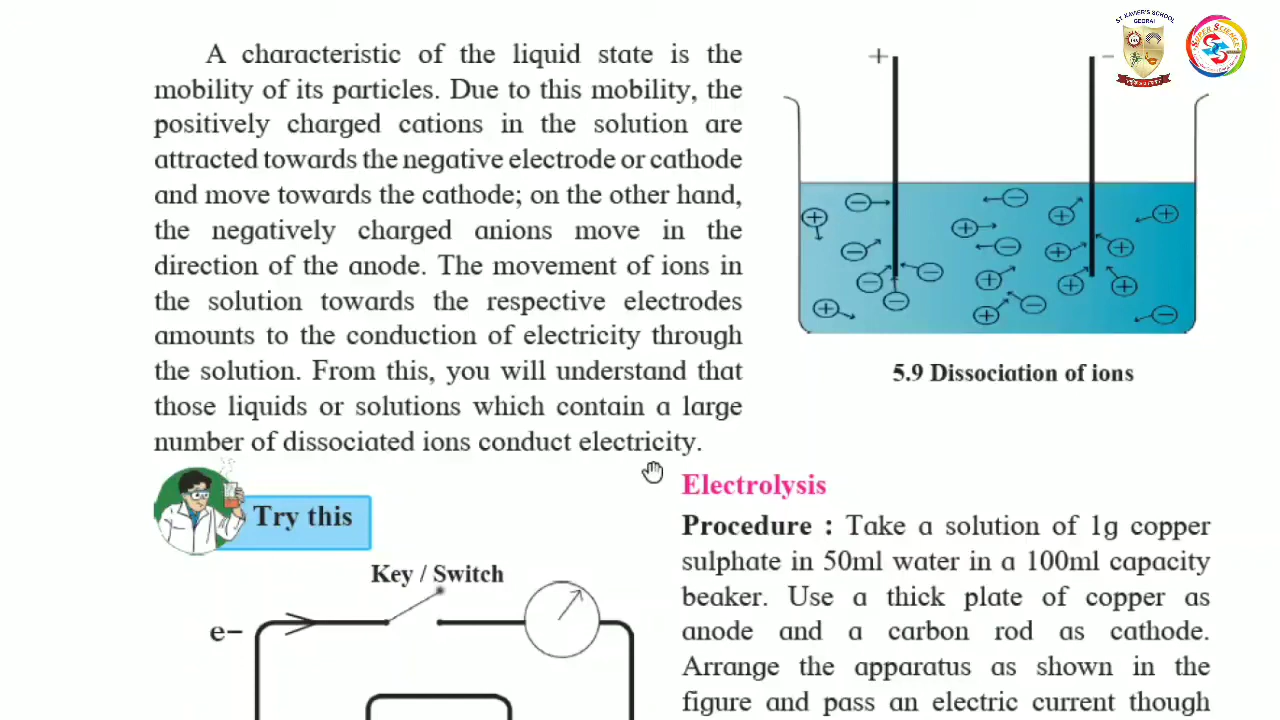 A characteristic of the liquid state is the
mobility of its particles. Due to this mobility, the
positively charged cations in the solution are
attracted towards the negative electrode or cathode
and move towards the cathode; on the other hand,
the negatively charged anions move in the
direction of the anode. The movement of ions in
the solution towards the respective electrodes
amounts to the conduction of electricity through
the solution. From this, you will understand that
those liquids or solutions which contain a large
number of dissociated ions conduct electricity.
ST XAVIER'S SCHOOL
GEORAI
SUPER SCIENCE
+
−
5.9 Dissociation of ions
Try this
Key / Switch
e−
Electrolysis
Procedure : Take a solution of 1g copper
sulphate in 50ml water in a 100ml capacity
beaker. Use a thick plate of copper as
anode and a carbon rod as cathode.
Arrange the apparatus as shown in the
figure and pass an electric current though